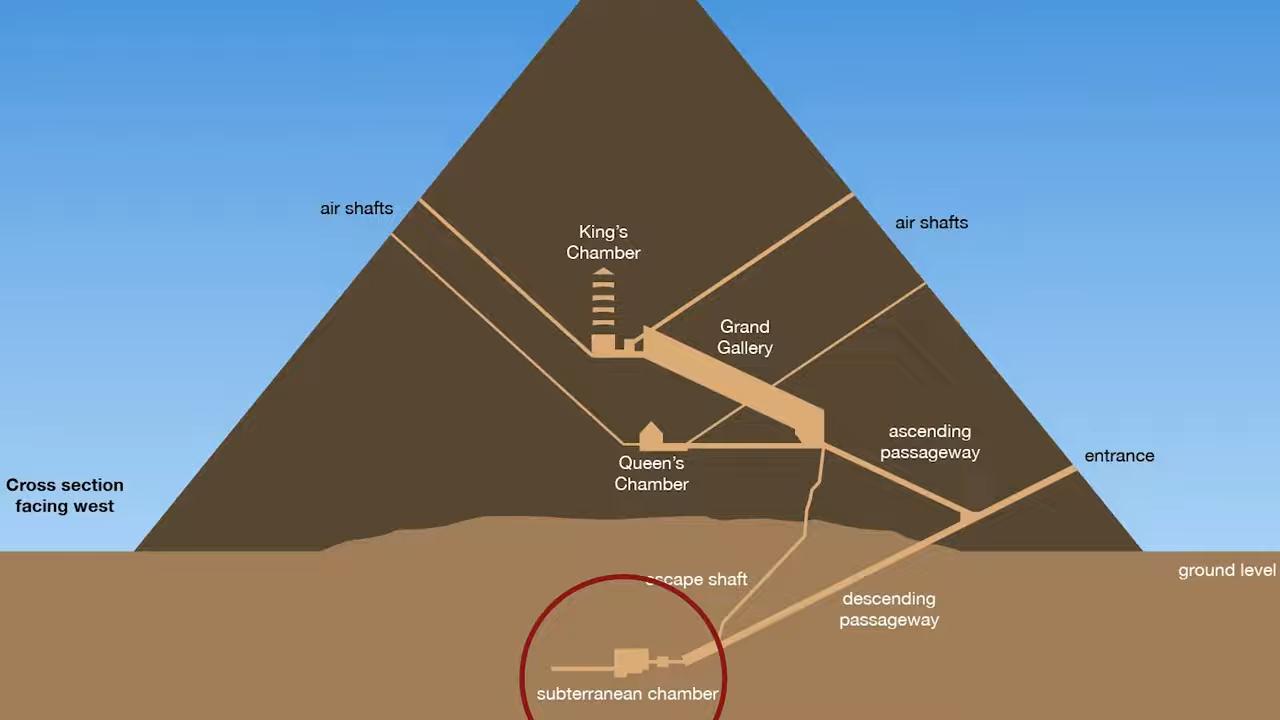 air shafts
air shafts
King's
Chamber
Grand
Gallery
ascending
passageway
entrance
Queen's
Chamber
Cross section
facing west
ground level
escape shaft
descending
passageway
subterranean chamber